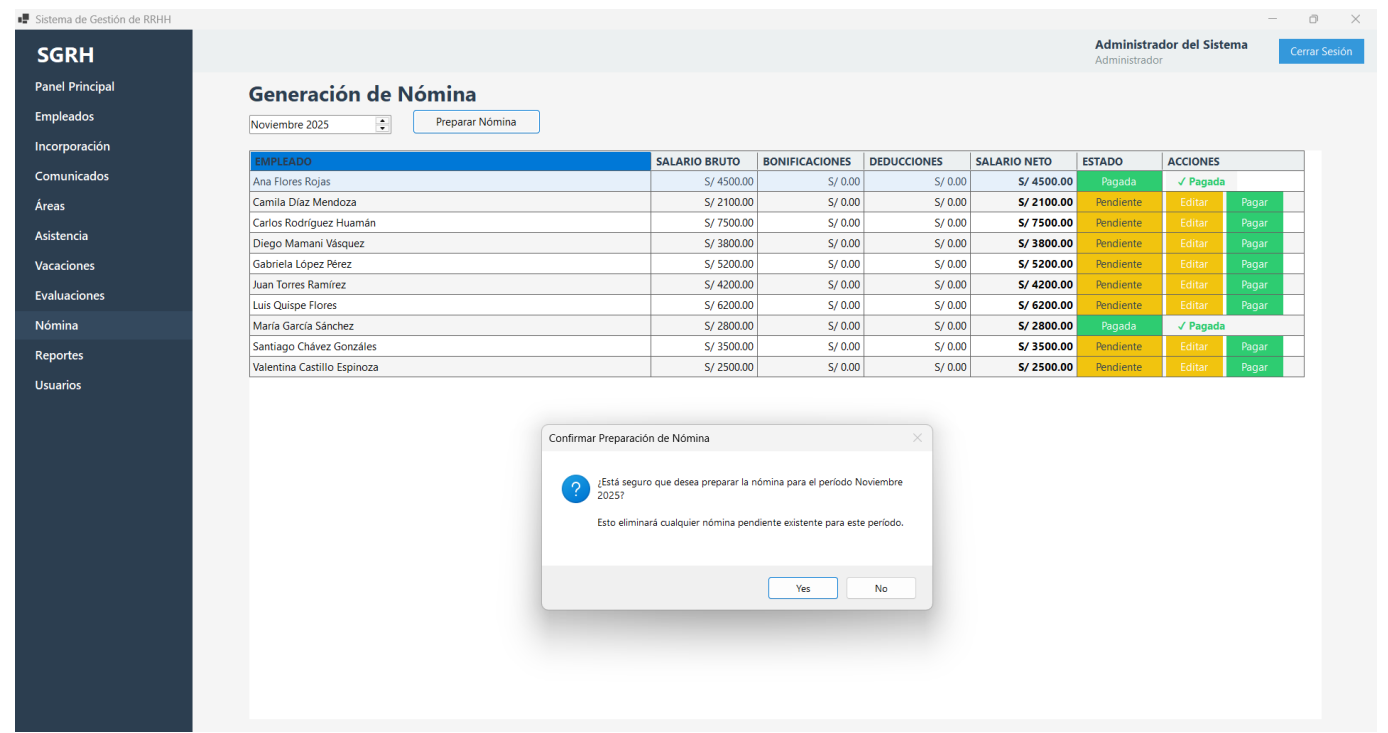 Sistema de Gestión de RRHH
SGRH
Administrador del Sistema
Administrador
Cerrar Sesión
Panel Principal
Empleados
Incorporación
Comunicados
Áreas
Asistencia
Vacaciones
Evaluaciones
Nómina
Reportes
Usuarios
Generación de Nómina
Noviembre 2025 Preparar Nómina
EMPLEADO SALARIO BRUTO BONIFICACIONES DEDUCCIONES SALARIO NETO ESTADO ACCIONES
Ana Flores Rojas S/ 4500.00 S/ 0.00 S/ 0.00 S/ 4500.00 Pagada ✓ Pagada
Camila Díaz Mendoza S/ 2100.00 S/ 0.00 S/ 0.00 S/ 2100.00 Pendiente Editar Pagar
Carlos Rodríguez Huamán S/ 7500.00 S/ 0.00 S/ 0.00 S/ 7500.00 Pendiente Editar Pagar
Diego Mamani Vásquez S/ 3800.00 S/ 0.00 S/ 0.00 S/ 3800.00 Pendiente Editar Pagar
Gabriela López Pérez S/ 5200.00 S/ 0.00 S/ 0.00 S/ 5200.00 Pendiente Editar Pagar
Juan Torres Ramírez S/ 4200.00 S/ 0.00 S/ 0.00 S/ 4200.00 Pendiente Editar Pagar
Luis Quispe Flores S/ 6200.00 S/ 0.00 S/ 0.00 S/ 6200.00 Pendiente Editar Pagar
María García Sánchez S/ 2800.00 S/ 0.00 S/ 0.00 S/ 2800.00 Pagada ✓ Pagada
Santiago Chávez Gonzáles S/ 3500.00 S/ 0.00 S/ 0.00 S/ 3500.00 Pendiente Editar Pagar
Valentina Castillo Espinoza S/ 2500.00 S/ 0.00 S/ 0.00 S/ 2500.00 Pendiente Editar Pagar
Confirmar Preparación de Nómina
¿Está seguro que desea preparar la nómina para el período Noviembre
2025?
Esto eliminará cualquier nómina pendiente existente para este período.
Yes No